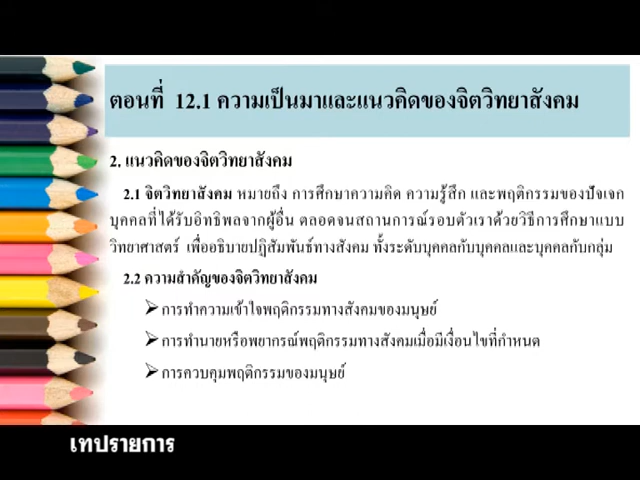 ตอนที่ 12.1 ความเป็นมาและแนวคิดของจิตวิทยาสังคม
2. แนวคิดของจิตวิทยาสังคม
2.1 จิตวิทยาสังคม หมายถึง การศึกษาความคิด ความรู้สึก และพฤติกรรมของปัจเจก
บุคคลที่ได้รับอิทธิพลจากผู้อื่น ตลอดจนสถานการณ์รอบตัวเราด้วยวิธีการศึกษาแบบ
วิทยาศาสตร์ เพื่ออธิบายปฏิสัมพันธ์ทางสังคม ทั้งระดับบุคคลกับบุคคลและบุคคลกับกลุ่ม
2.2 ความสำคัญของจิตวิทยาสังคม
➢การทำความเข้าใจพฤติกรรมทางสังคมของมนุษย์
➢การทำนายหรือพยากรณ์พฤติกรรมทางสังคมเมื่อมีเงื่อนไขที่กำหนด
➢การควบคุมพฤติกรรมของมนุษย์
เทปรายการ